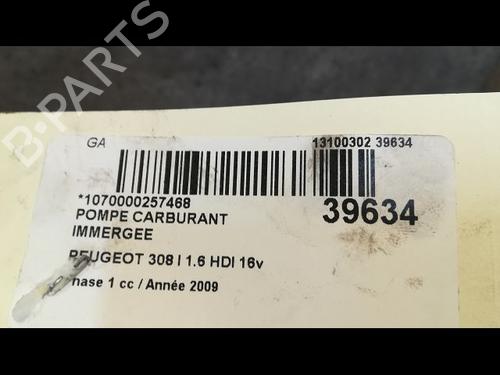 B-PARTS
GA
13100302 39634
*1070000257468
39634
POMPE CARBURANT
IMMERGEE
PEUGEOT 308 I 1.6 HDI 16v
hase 1 cc / Année 2009